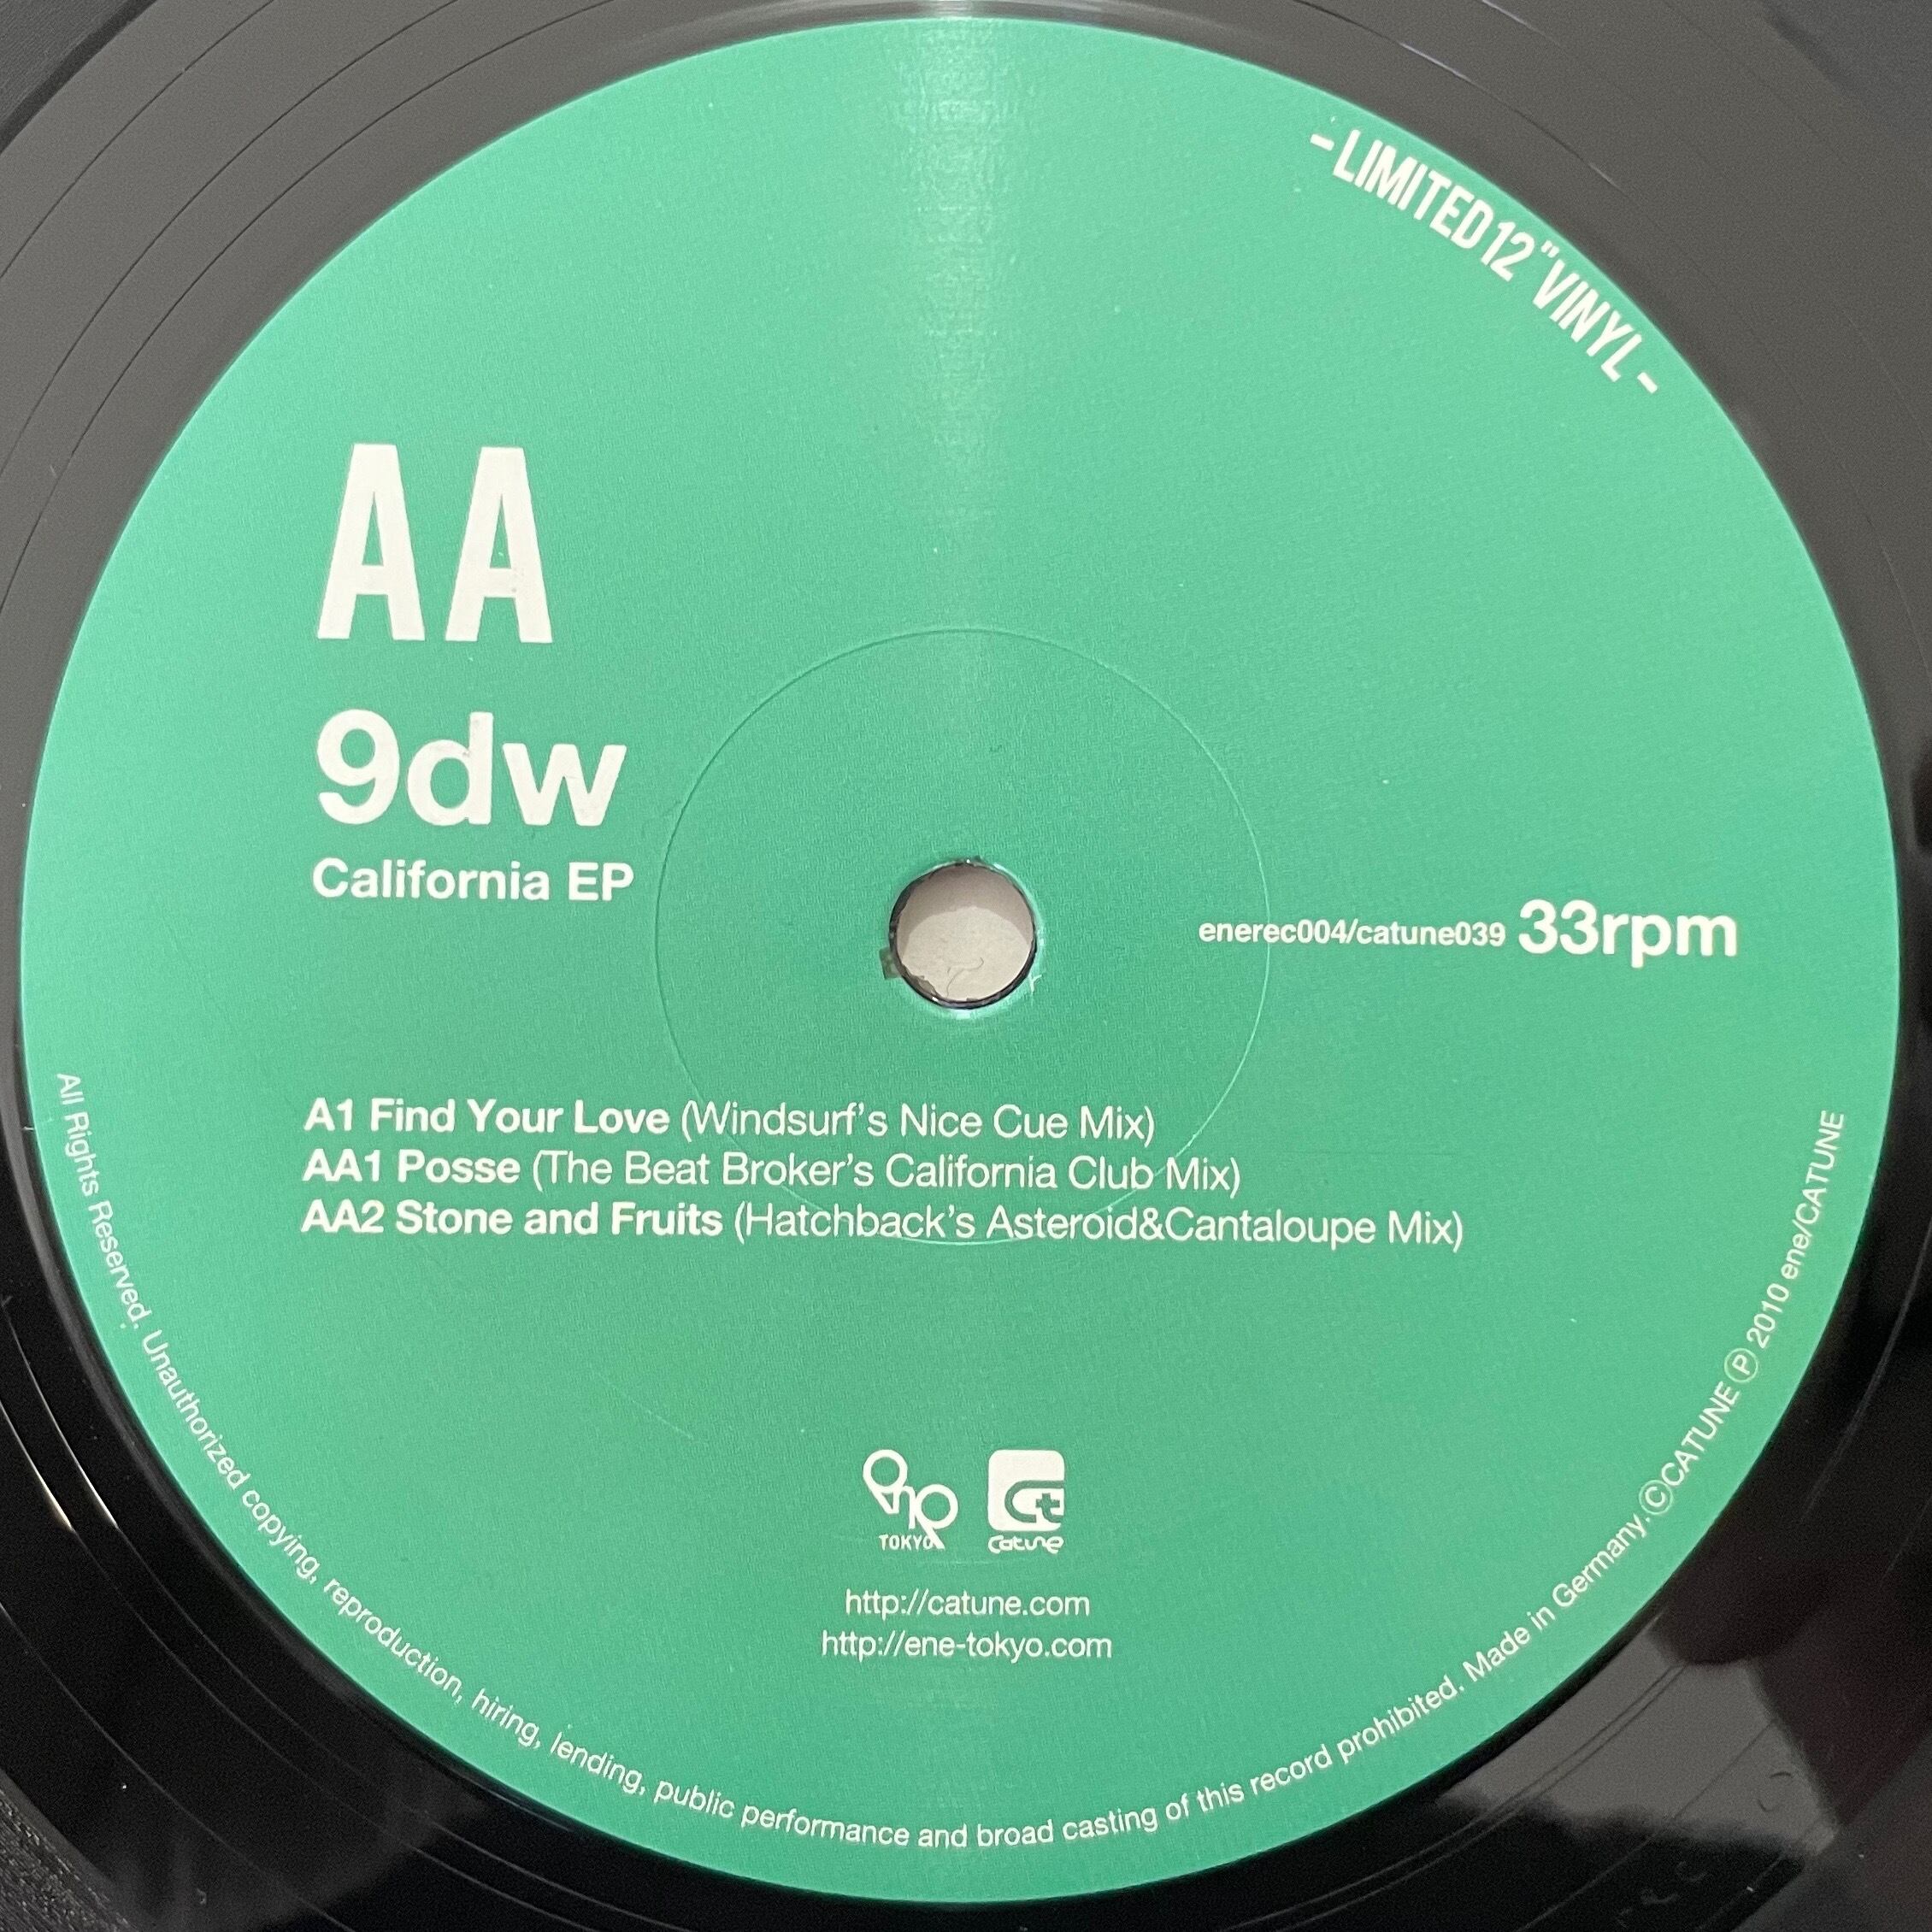 - LIMITED 12" VINYL -
AA
9dw
California EP
enerec004/catune039 33rpm
A1 Find Your Love (Windsurf's Nice Cue Mix)
AA1 Posse (The Beat Broker's California Club Mix)
AA2 Stone and Fruits (Hatchback's Asteroid&Cantaloupe Mix)
ene
TOKYO
Ct
catune
http://catune.com
http://ene-tokyo.com
All Rights Reserved. Unauthorized copying, reproduction, hiring, lending, public performance and broad casting of this record prohibited. Made in Germany. ⒸCATUNE Ⓟ 2010 ene/CATUNE